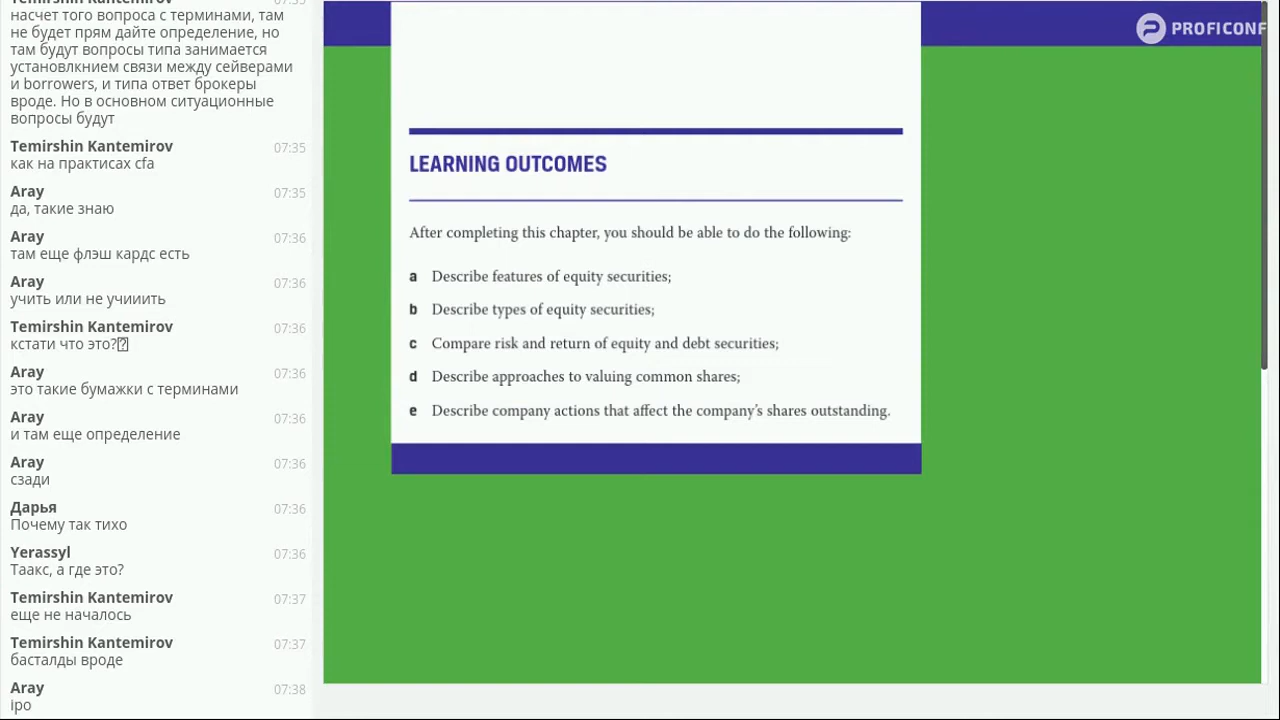 насчет того вопроса с терминами, там
не будет прям дайте определение, но
там будут вопросы типа занимается
установлкнием связи между сейверами
и borrowers, и типа ответ брокеры
вроде. Но в основном ситуационные
вопросы будут
Temirshin Kantemirov 07:35
как на практисах cfa
Aray 07:35
да, такие знаю
Aray 07:36
там еще флэш кардс есть
Aray 07:36
учить или не учииить
Temirshin Kantemirov 07:36
кстати что это?
Aray 07:36
это такие бумажки с терминами
Aray 07:36
и там еще определение
Aray 07:36
сзади
Дарья 07:36
Почему так тихо
Yerassyl 07:36
Таакс, а где это?
Temirshin Kantemirov 07:37
еще не началось
Temirshin Kantemirov 07:37
басталды вроде
Aray 07:38
ipo
PROFICONF
LEARNING OUTCOMES
After completing this chapter, you should be able to do the following:
a Describe features of equity securities;
b Describe types of equity securities;
c Compare risk and return of equity and debt securities;
d Describe approaches to valuing common shares;
e Describe company actions that affect the company's shares outstanding.